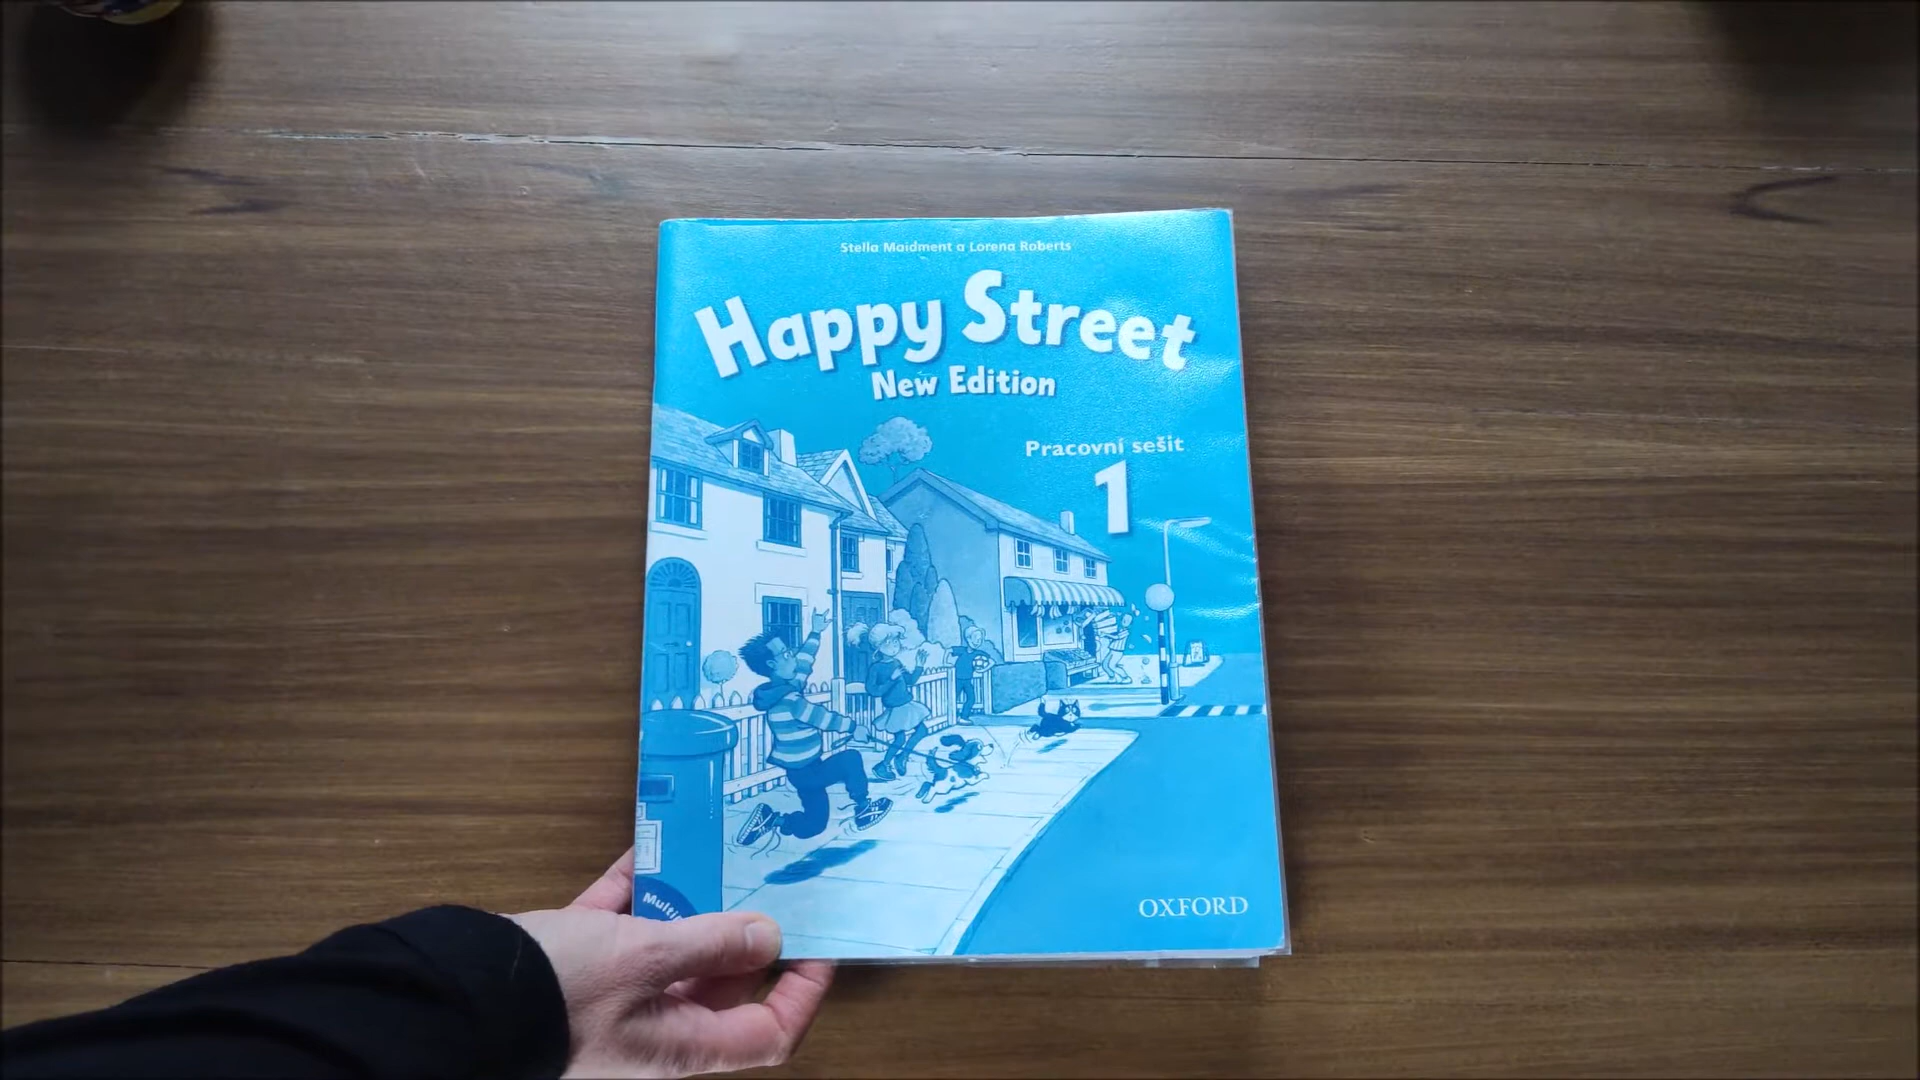 Stella Maidment a Lorena Roberts
Happy Street
New Edition
Pracovní sešit
1
OXFORD